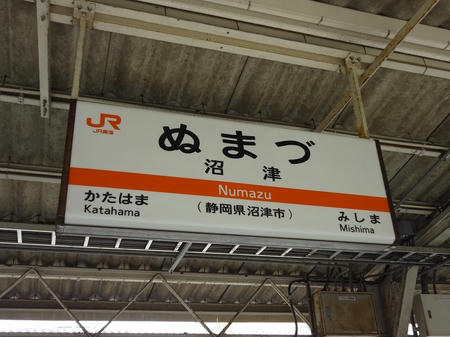 JR
JR東海
ぬまづ
沼津
Numazu
(静岡県沼津市)
かたはま
Katahama
みしま
Mishima